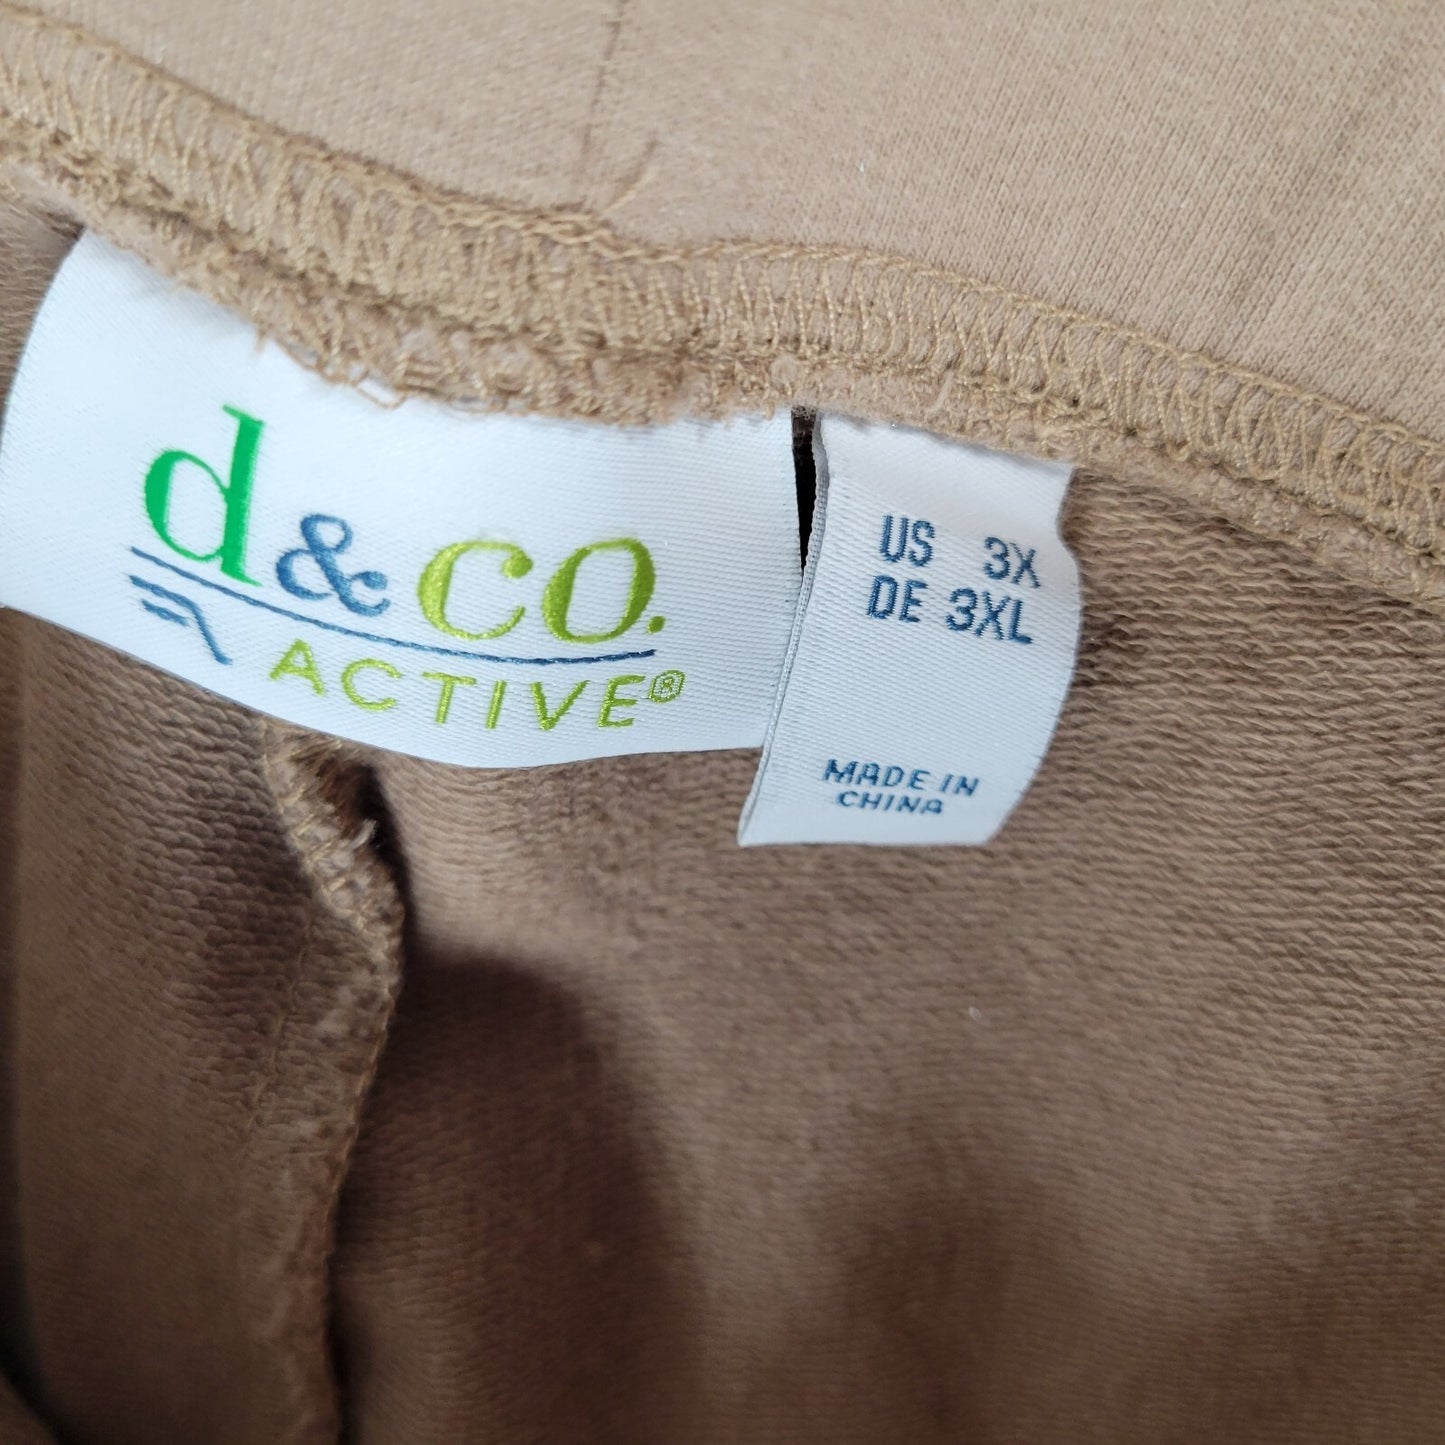 d&co.
ACTIVE®
US 3X
DE 3XL
MADE IN
CHINA